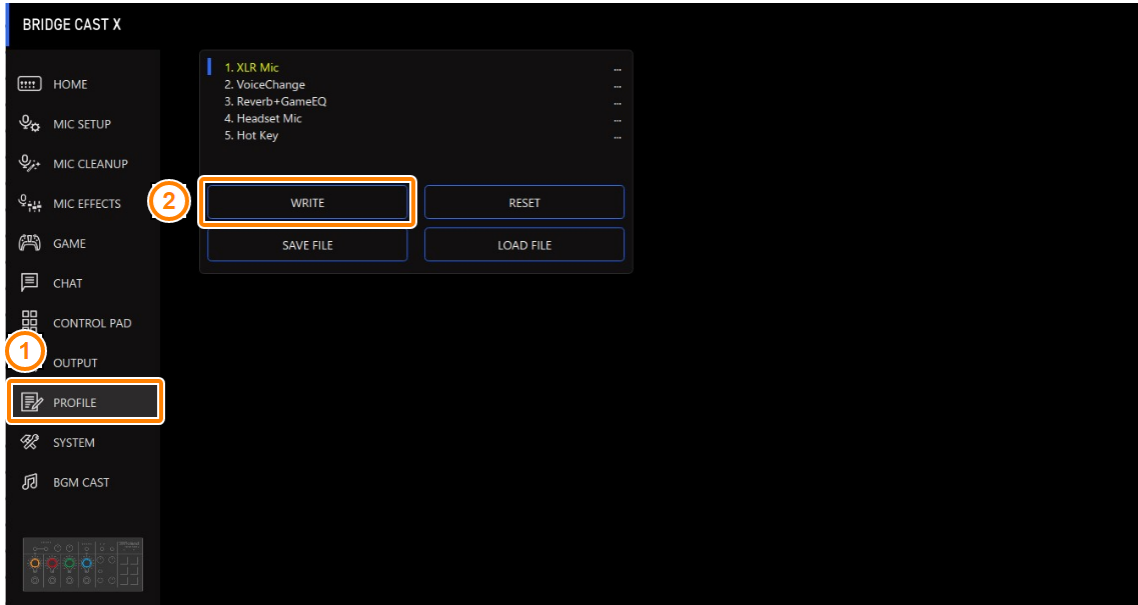 BRIDGE CAST X
HOME
MIC SETUP
MIC CLEANUP
MIC EFFECTS
GAME
CHAT
CONTROL PAD
1
OUTPUT
PROFILE
SYSTEM
BGM CAST
1. XLR Mic ...
2. VoiceChange ...
3. Reverb+GameEQ ...
4. Headset Mic ...
5. Hot Key ...
2
WRITE RESET
SAVE FILE LOAD FILE